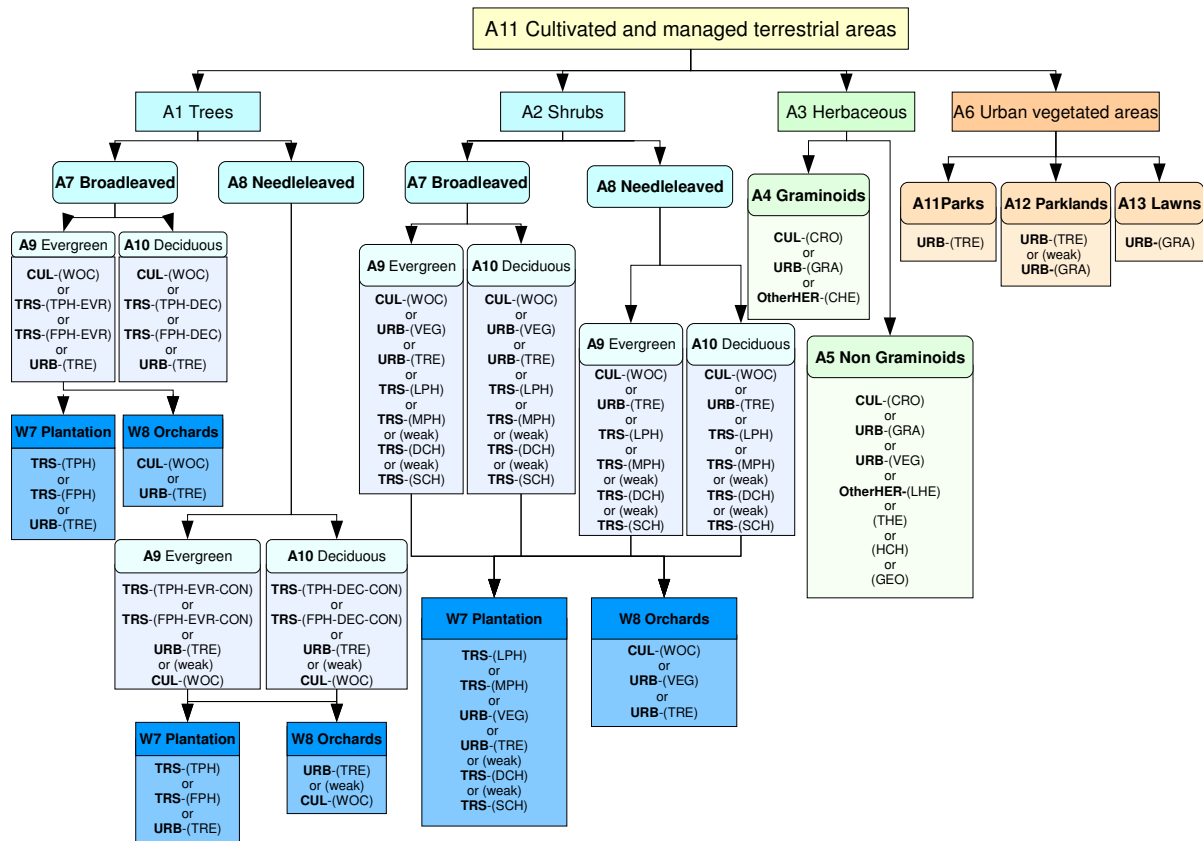 A11 Cultivated and managed terrestrial areas
A1 Trees
A2 Shrubs
A3 Herbaceous
A6 Urban vegetated areas
A7 Broadleaved
A8 Needleleaved
A9 Evergreen
CUL-(WOC)
or
TRS-(TPH-EVR)
or
TRS-(FPH-EVR)
or
URB-(TRE)
A10 Deciduous
CUL-(WOC)
or
TRS-(TPH-DEC)
or
TRS-(FPH-DEC)
or
URB-(TRE)
W7 Plantation
TRS-(TPH)
or
TRS-(FPH)
or
URB-(TRE)
W8 Orchards
CUL-(WOC)
or
URB-(TRE)
A9 Evergreen
TRS-(TPH-EVR-CON)
or
TRS-(FPH-EVR-CON)
or
URB-(TRE)
or (weak)
CUL-(WOC)
A10 Deciduous
TRS-(TPH-DEC-CON)
or
TRS-(FPH-DEC-CON)
or
URB-(TRE)
or (weak)
CUL-(WOC)
W7 Plantation
TRS-(TPH)
or
TRS-(FPH)
or
URB-(TRE)
W8 Orchards
URB-(TRE)
or (weak)
CUL-(WOC)
A7 Broadleaved
A8 Needleleaved
A9 Evergreen
CUL-(WOC)
or
URB-(VEG)
or
URB-(TRE)
or
TRS-(LPH)
or
TRS-(MPH)
or (weak)
TRS-(DCH)
or (weak)
TRS-(SCH)
A10 Deciduous
CUL-(WOC)
or
URB-(VEG)
or
URB-(TRE)
or
TRS-(LPH)
or
TRS-(MPH)
or (weak)
TRS-(DCH)
or (weak)
TRS-(SCH)
A9 Evergreen
CUL-(WOC)
or
URB-(TRE)
or
TRS-(LPH)
or
TRS-(MPH)
or (weak)
TRS-(DCH)
or (weak)
TRS-(SCH)
A10 Deciduous
CUL-(WOC)
or
URB-(TRE)
or
TRS-(LPH)
or
TRS-(MPH)
or (weak)
TRS-(DCH)
or (weak)
TRS-(SCH)
W7 Plantation
TRS-(LPH)
or
TRS-(MPH)
or
URB-(VEG)
or
URB-(TRE)
or (weak)
TRS-(DCH)
or (weak)
TRS-(SCH)
W8 Orchards
CUL-(WOC)
or
URB-(VEG)
or
URB-(TRE)
A4 Graminoids
CUL-(CRO)
or
URB-(GRA)
or
OtherHER-(CHE)
A5 Non Graminoids
CUL-(CRO)
or
URB-(GRA)
or
URB-(VEG)
or
OtherHER-(LHE)
or
(THE)
or
(HCH)
or
(GEO)
A11Parks
URB-(TRE)
A12 Parklands
URB-(TRE)
or (weak)
URB-(GRA)
A13 Lawns
URB-(GRA)